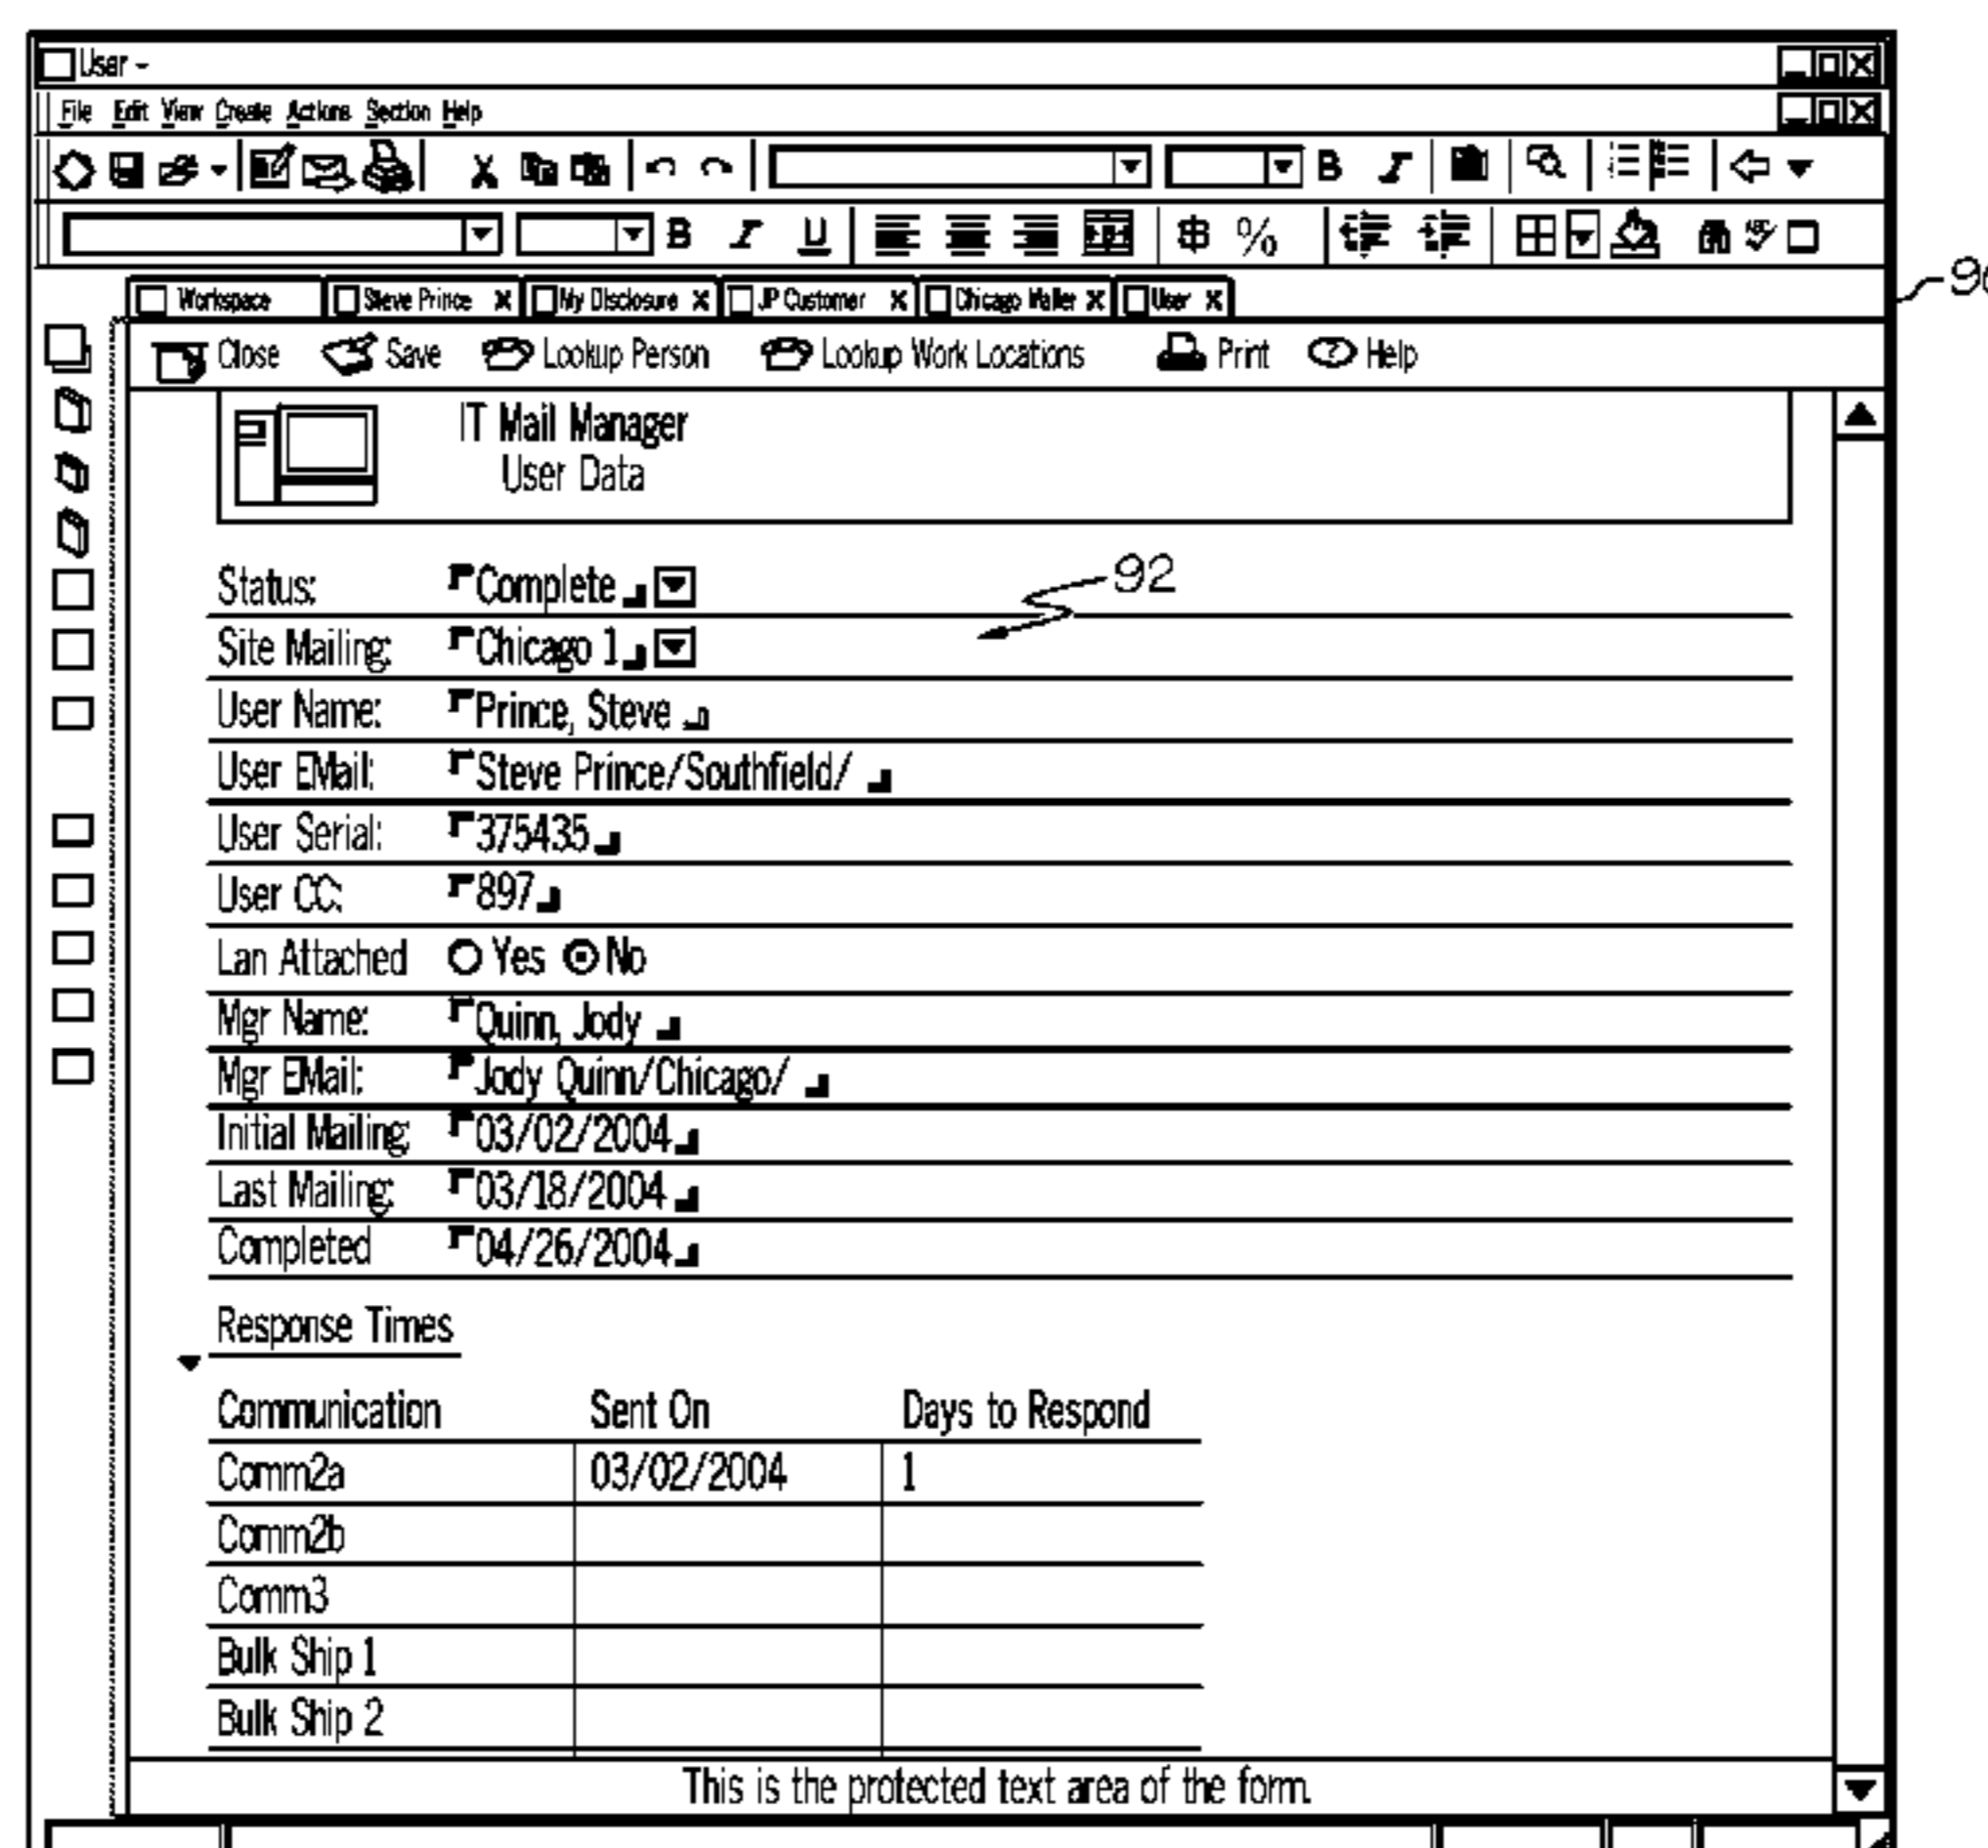 User -
File Edit View Create Actions Section Help
B I
B I U $ %
Workspace Steve Prince X My Disclosure X JP Customer X Chicago Mailer X User X
Close Save Lookup Person Lookup Work Locations Print ? Help
IT Mail Manager
User Data
92
Status: Complete
Site Mailing: Chicago 1
User Name: Prince, Steve
User EMail: Steve Prince/Southfield/
User Serial: 375435
User CC: 897
Lan Attached Yes No
Mgr Name: Quinn, Jody
Mgr EMail: Jody Quinn/Chicago/
Initial Mailing: 03/02/2004
Last Mailing: 03/18/2004
Completed 04/26/2004
Response Times
Communication Sent On Days to Respond
Comm2a 03/02/2004 1
Comm2b
Comm3
Bulk Ship 1
Bulk Ship 2
This is the protected text area of the form.